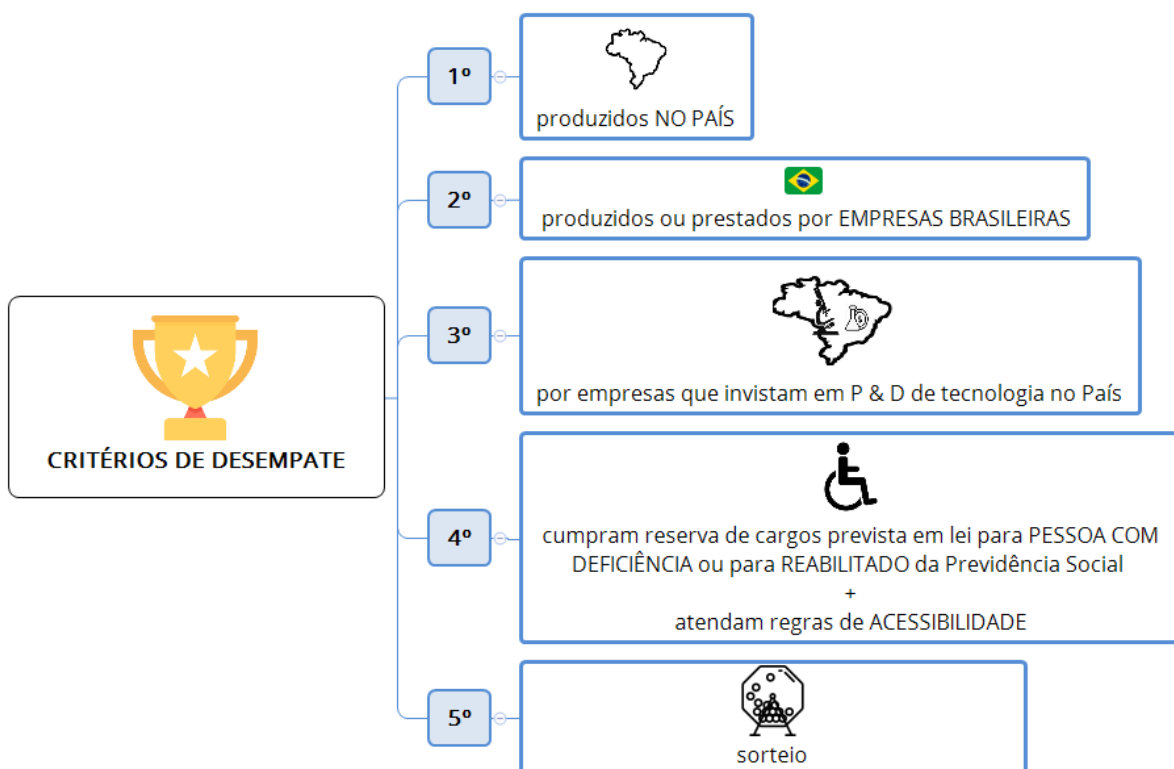 CRITÉRIOS DE DESEMPATE
1º
produzidos NO PAÍS
2º
produzidos ou prestados por EMPRESAS BRASILEIRAS
3º
por empresas que invistam em P & D de tecnologia no País
4º
cumpram reserva de cargos prevista em lei para PESSOA COM
DEFICIÊNCIA ou para REABILITADO da Previdência Social
+
atendam regras de ACESSIBILIDADE
5º
sorteio